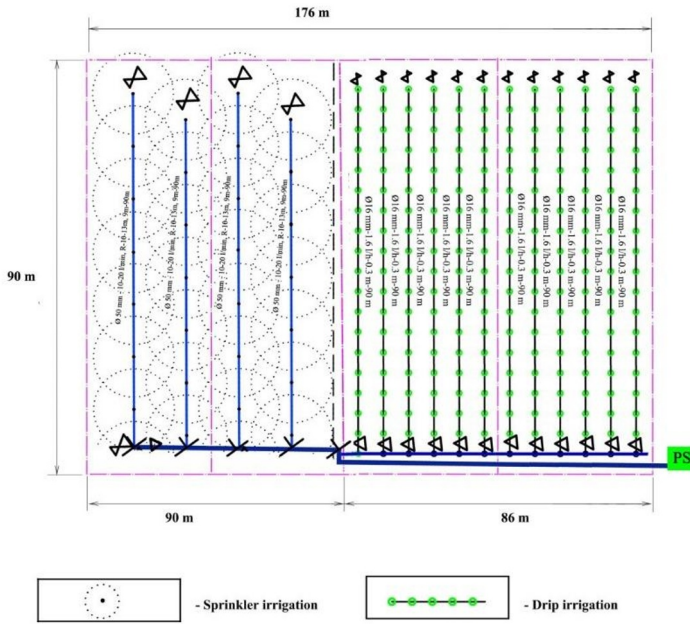 176 m
90 m
Ø 50 mm - 10-20 l/min, R-10-13m, 9m-90m
Ø 50 mm - 10-20 l/min, R-10-13m, 9m-90m
Ø 50 mm - 10-20 l/min, R-10-13m, 9m-90m
Ø 50 mm - 10-20 l/min, R-10-13m, 9m-90m
Ø16 mm-1.6 l/h-0.3 m-90 m
Ø16 mm-1.6 l/h-0.3 m-90 m
Ø16 mm-1.6 l/h-0.3 m-90 m
Ø16 mm-1.6 l/h-0.3 m-90 m
Ø16 mm-1.6 l/h-0.3 m-90 m
Ø16 mm-1.6 l/h-0.3 m-90 m
Ø16 mm-1.6 l/h-0.3 m-90 m
Ø16 mm-1.6 l/h-0.3 m-90 m
Ø16 mm-1.6 l/h-0.3 m-90 m
PS
90 m
86 m
- Sprinkler irrigation
- Drip irrigation